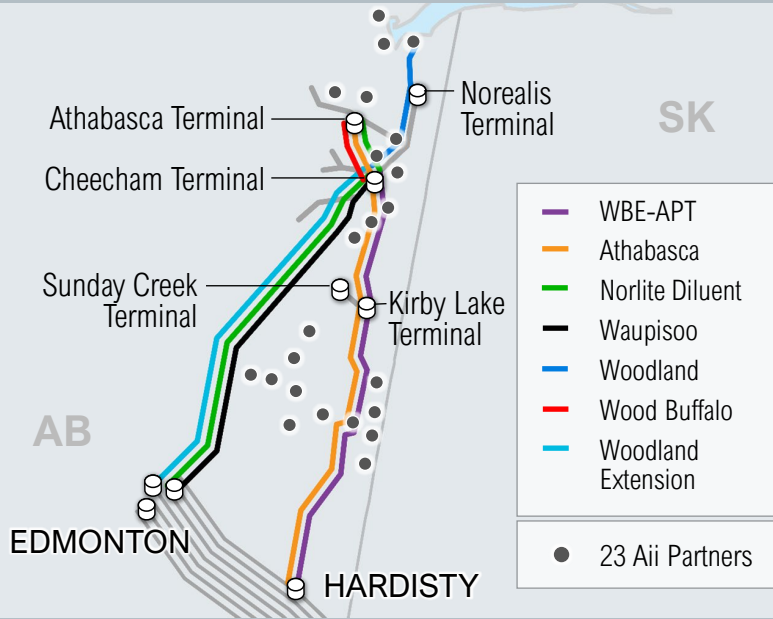 Norealis
Terminal
SK
Athabasca Terminal
Cheecham Terminal
Sunday Creek
Terminal
Kirby Lake
Terminal
AB
EDMONTON
HARDISTY
WBE-APT
Athabasca
Norlite Diluent
Waupisoo
Woodland
Wood Buffalo
Woodland
Extension
23 Aii Partners